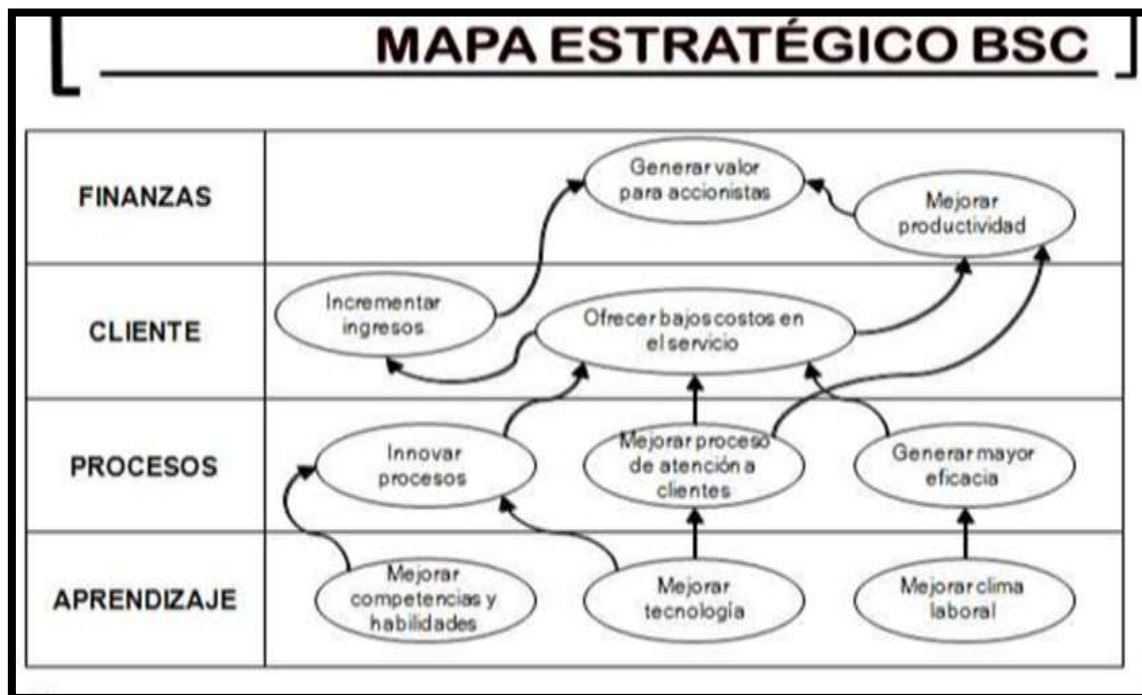 MAPA ESTRATÉGICO BSC
FINANZAS
Generar valor
para accionistas
Mejorar
productividad
CLIENTE
Incrementar
ingresos
Ofrecer bajos costos en
el servicio
PROCESOS
Innovar
procesos
Mejorar proceso
de atención a
clientes
Generar mayor
eficacia
APRENDIZAJE
Mejorar
competencias y
habilidades
Mejorar
tecnología
Mejorar clima
laboral